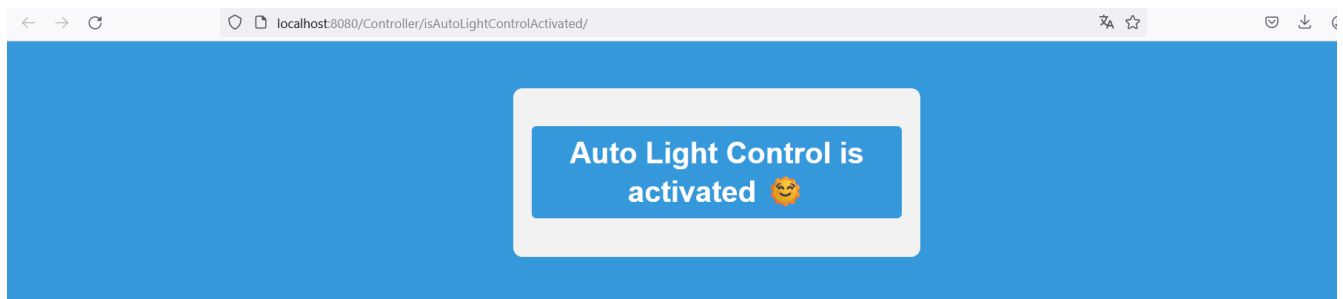 localhost:8080/Controller/isAutoLightControlActivated/
Auto Light Control is
activated 🌞